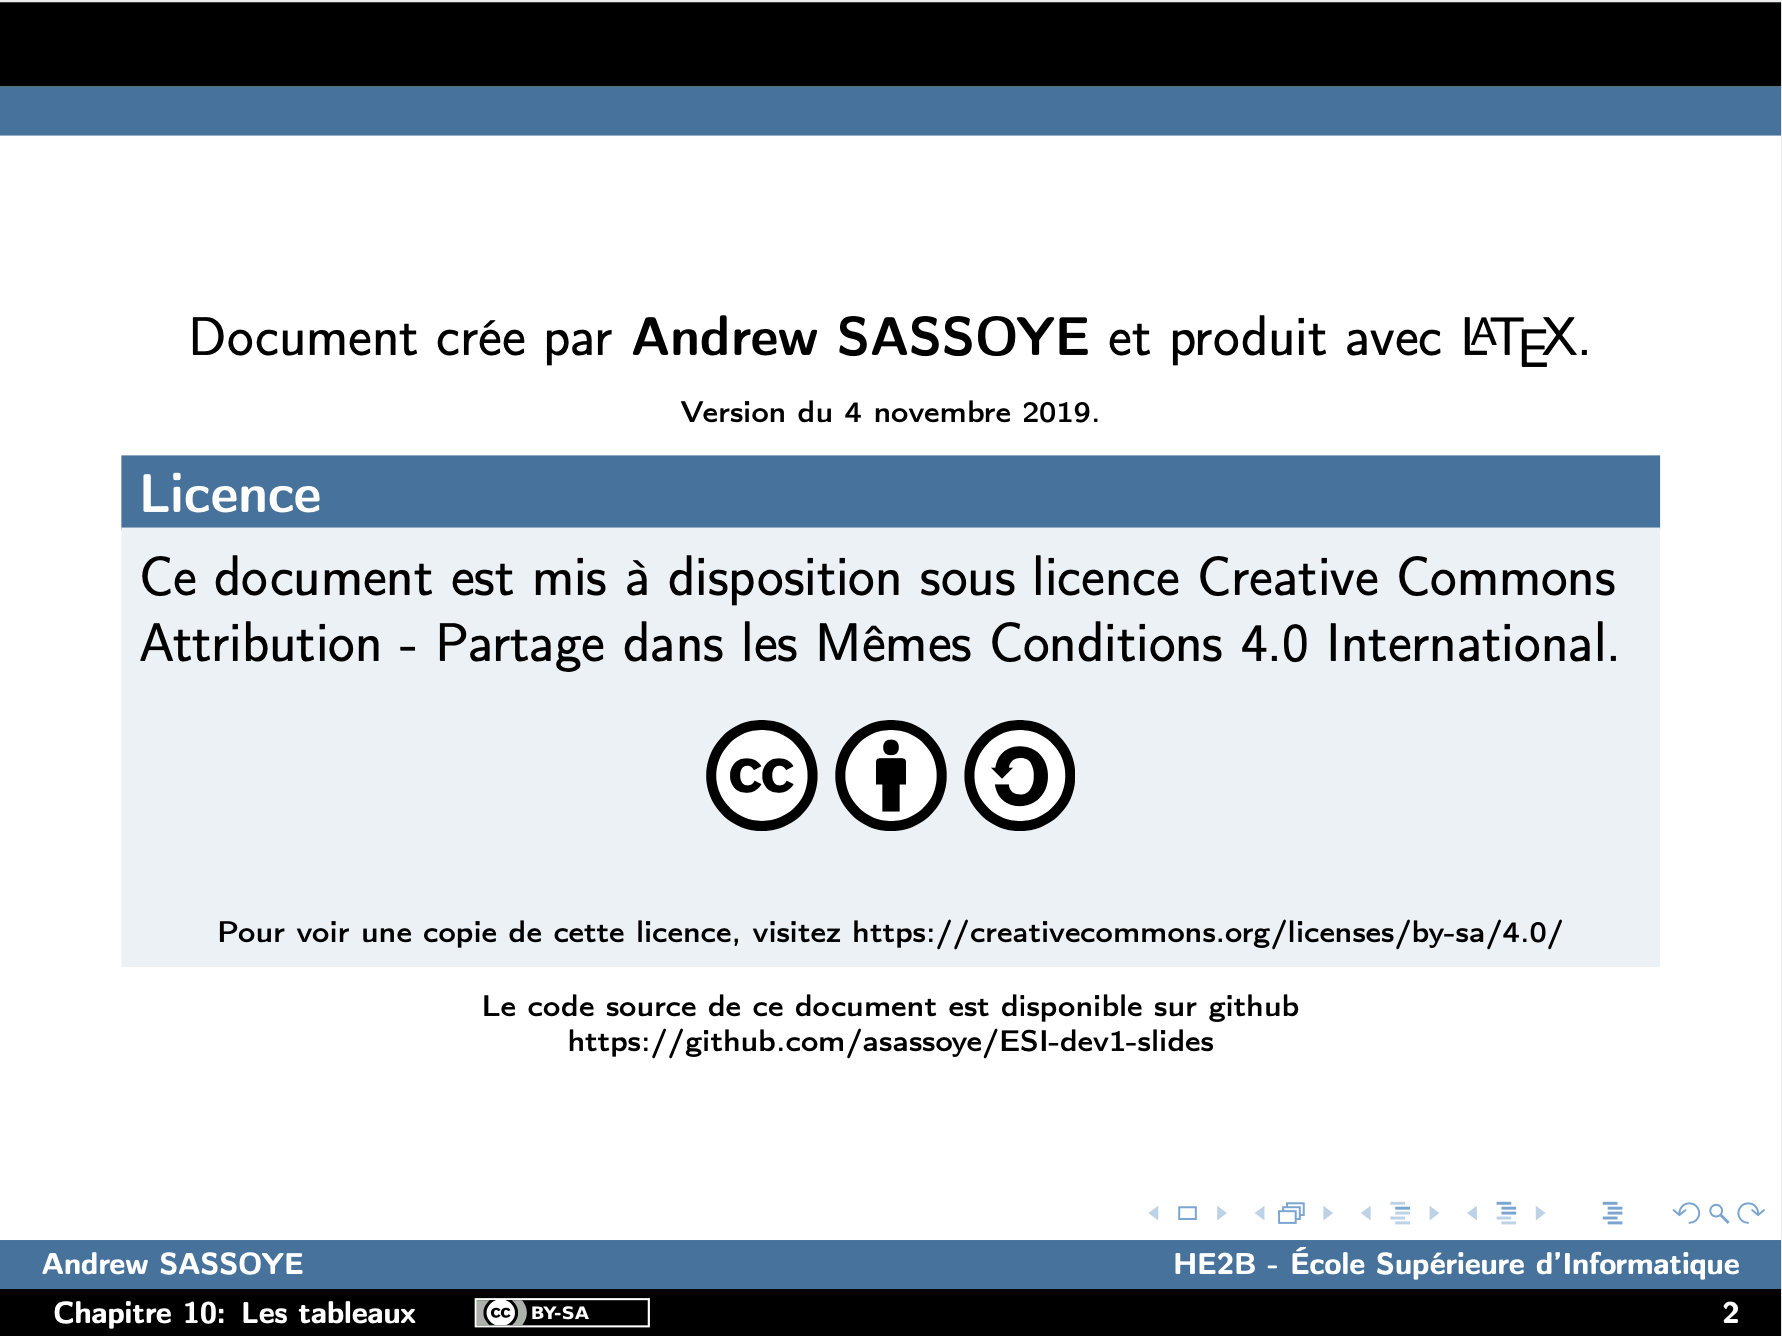 Document crée par Andrew SASSOYE et produit avec LATEX.
Version du 4 novembre 2019.
Licence
Ce document est mis à disposition sous licence Creative Commons
Attribution - Partage dans les Mêmes Conditions 4.0 International.
cc
Pour voir une copie de cette licence, visitez https://creativecommons.org/licenses/by-sa/4.0/
Le code source de ce document est disponible sur github
https://github.com/asassoye/ESI-dev1-slides
Andrew SASSOYE HE2B - École Supérieure d'Informatique
Chapitre 10: Les tableaux cc BY-SA 2